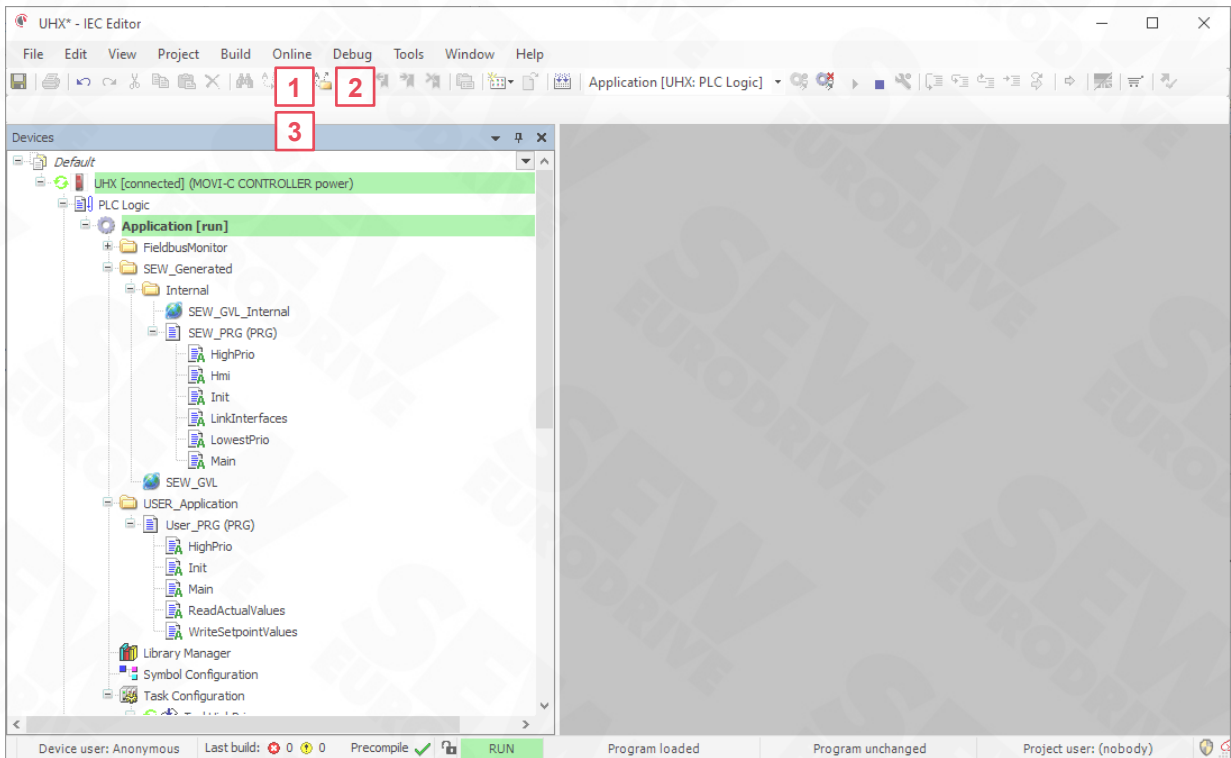 UHX* - IEC Editor
File Edit View Project Build Online Debug Tools Window Help
1 2 Application [UHX: PLC Logic]
3
Devices
Default
UHX [connected] (MOVI-C CONTROLLER power)
PLC Logic
Application [run]
FieldbusMonitor
SEW_Generated
Internal
SEW_GVL_Internal
SEW_PRG (PRG)
HighPrio
Hmi
Init
LinkInterfaces
LowestPrio
Main
SEW_GVL
USER_Application
User_PRG (PRG)
HighPrio
Init
Main
ReadActualValues
WriteSetpointValues
Library Manager
Symbol Configuration
Task Configuration
Device user: Anonymous Last build: 0 0 Precompile RUN Program loaded Program unchanged Project user: (nobody)
SEW
EURODRIVE